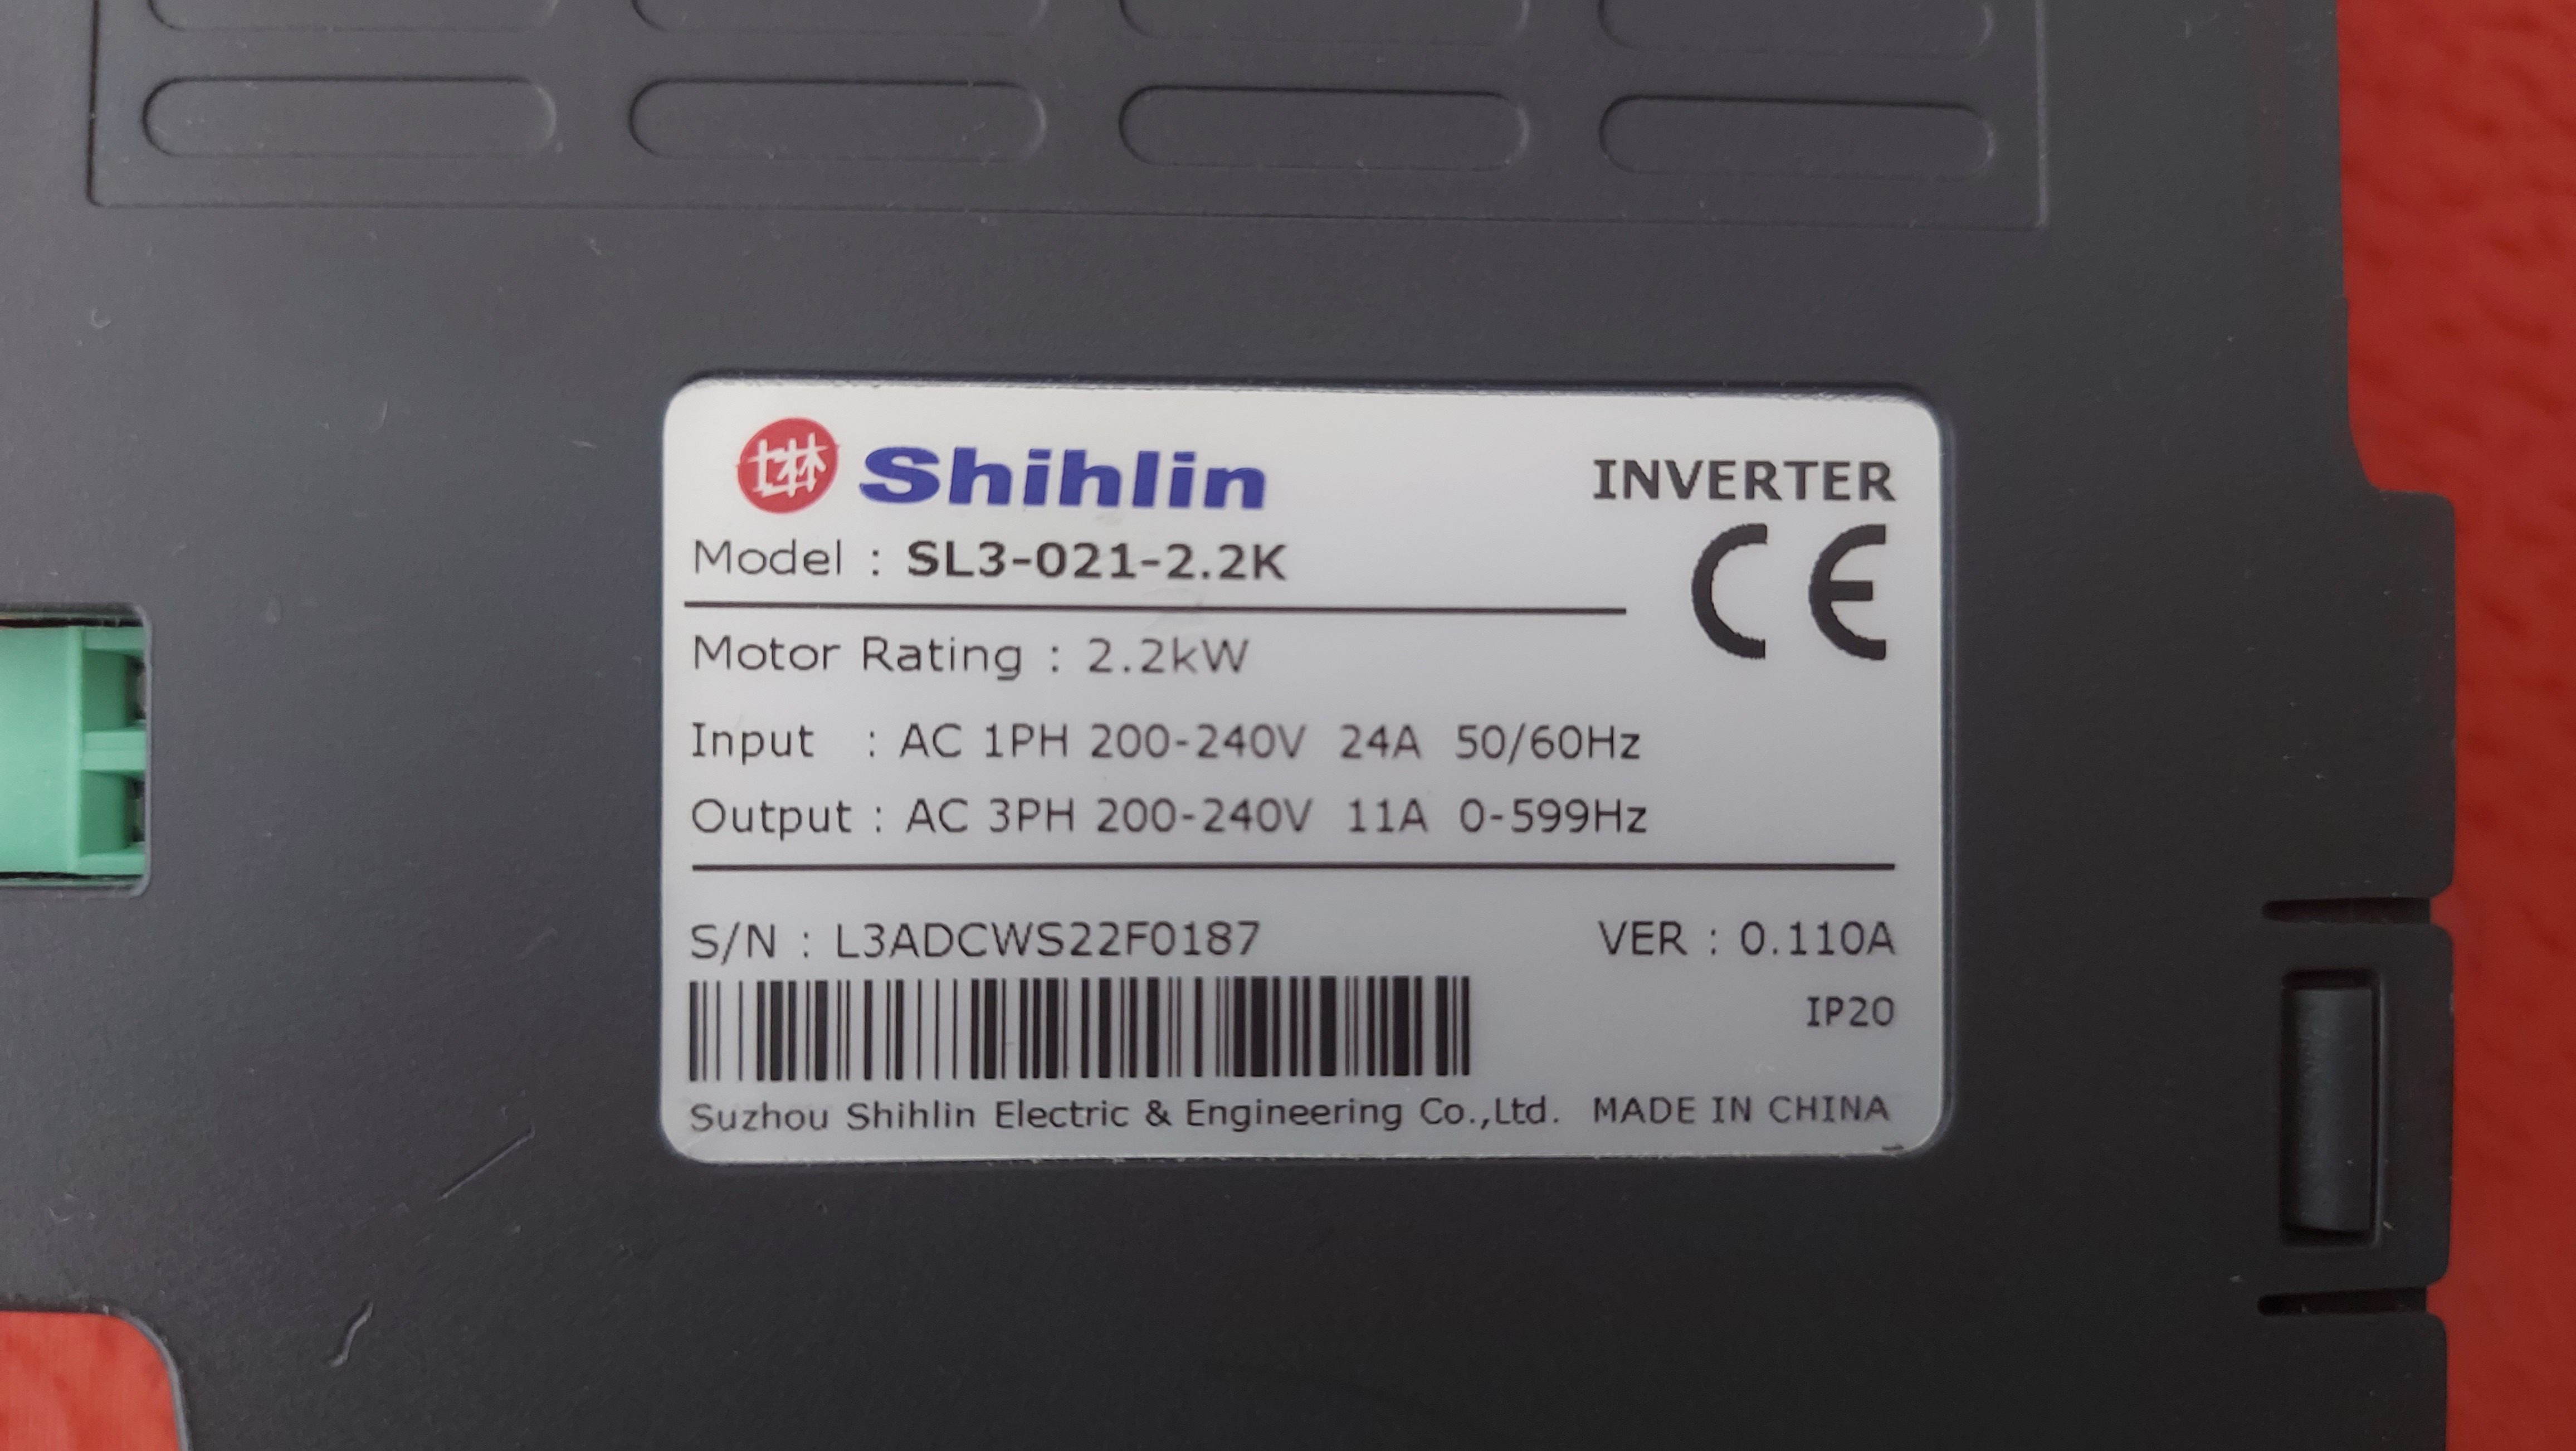 士林 Shihlin INVERTER
Model : SL3-021-2.2K
CE
Motor Rating : 2.2kW
Input : AC 1PH 200-240V 24A 50/60Hz
Output : AC 3PH 200-240V 11A 0-599Hz
S/N : L3ADCWS22F0187 VER : 0.110A
IP20
Suzhou Shihlin Electric & Engineering Co.,Ltd. MADE IN CHINA